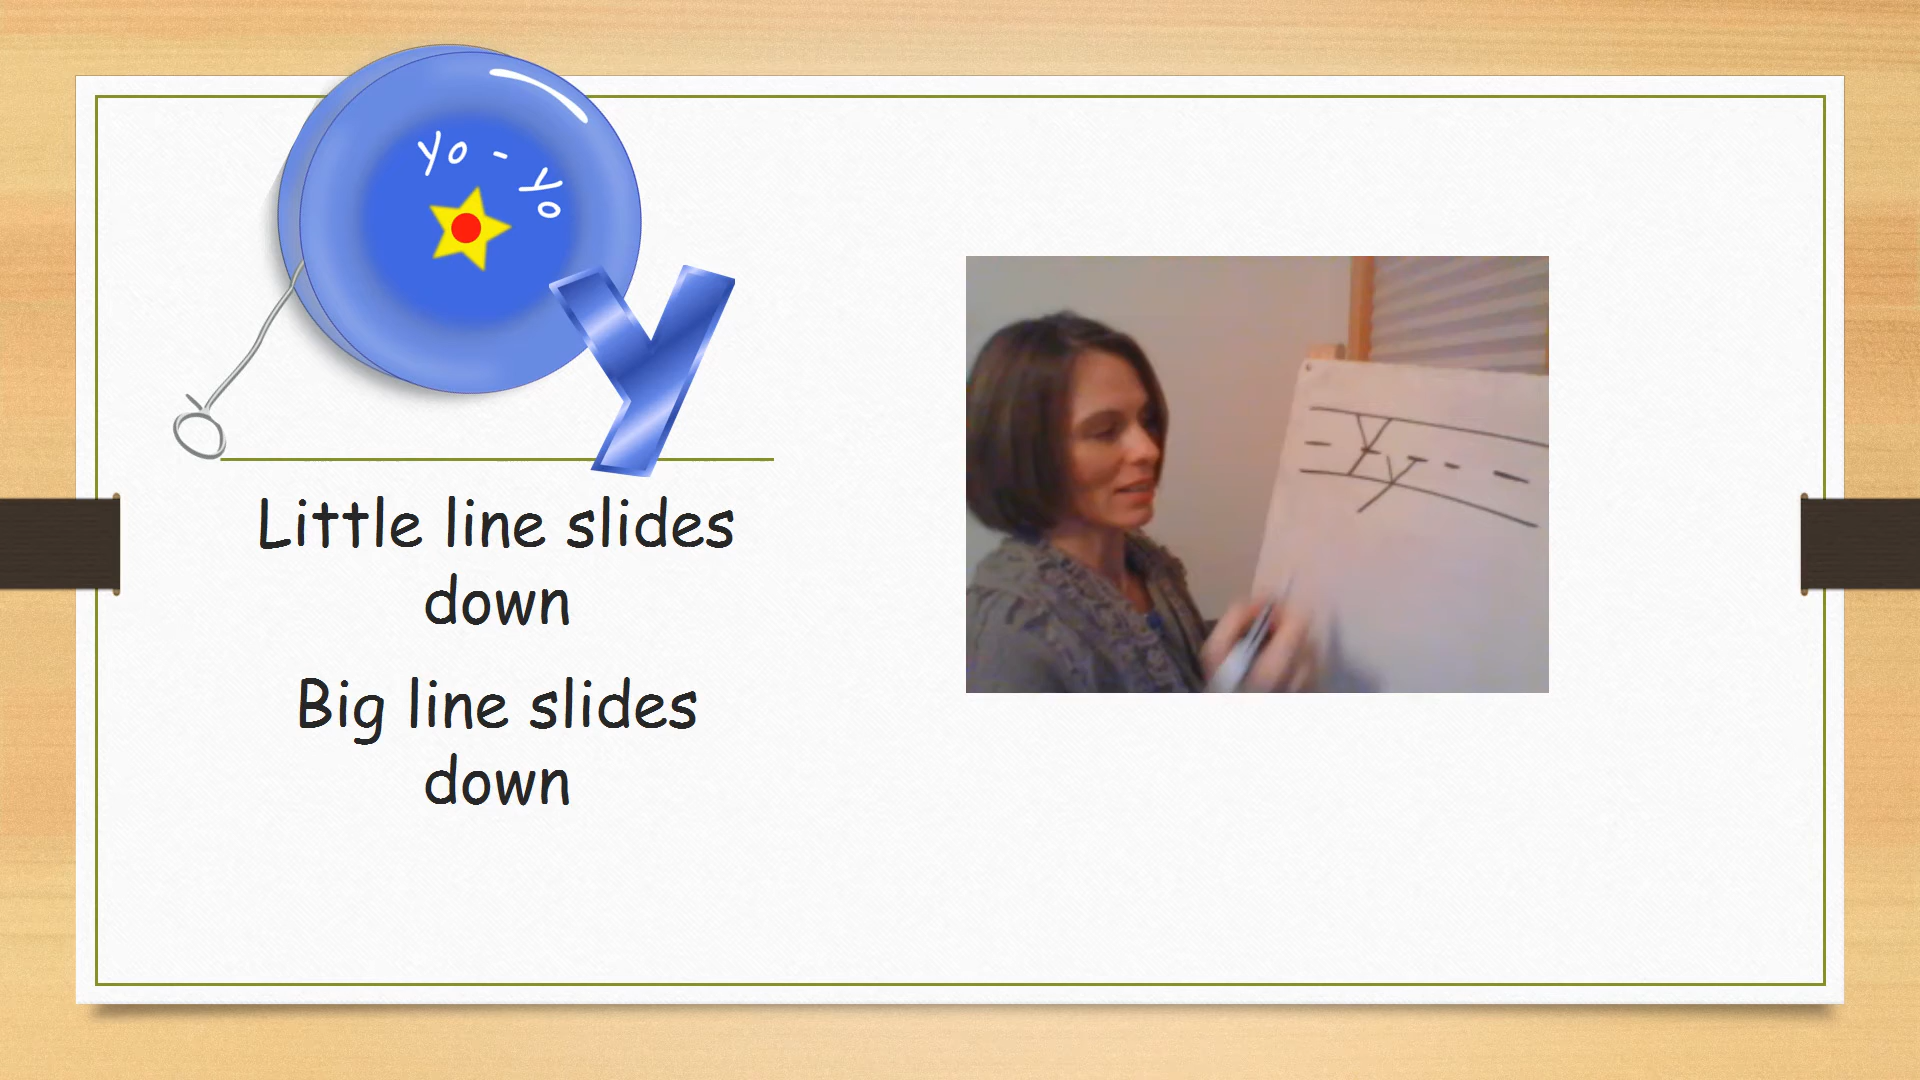 yo - yo
y
Little line slides
down
Big line slides
down
Yy